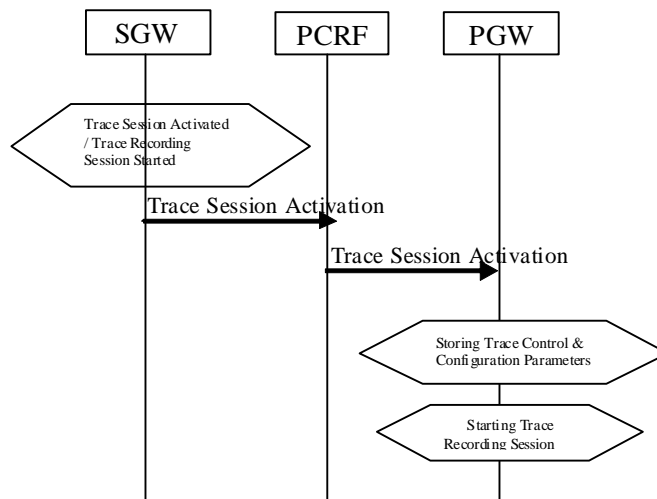 SGW
PCRF
PGW
Trace Session Activated
/ Trace Recording
Session Started
Trace Session Activation
Trace Session Activation
Storing Trace Control &
Configuration Parameters
Starting Trace
Recording Session